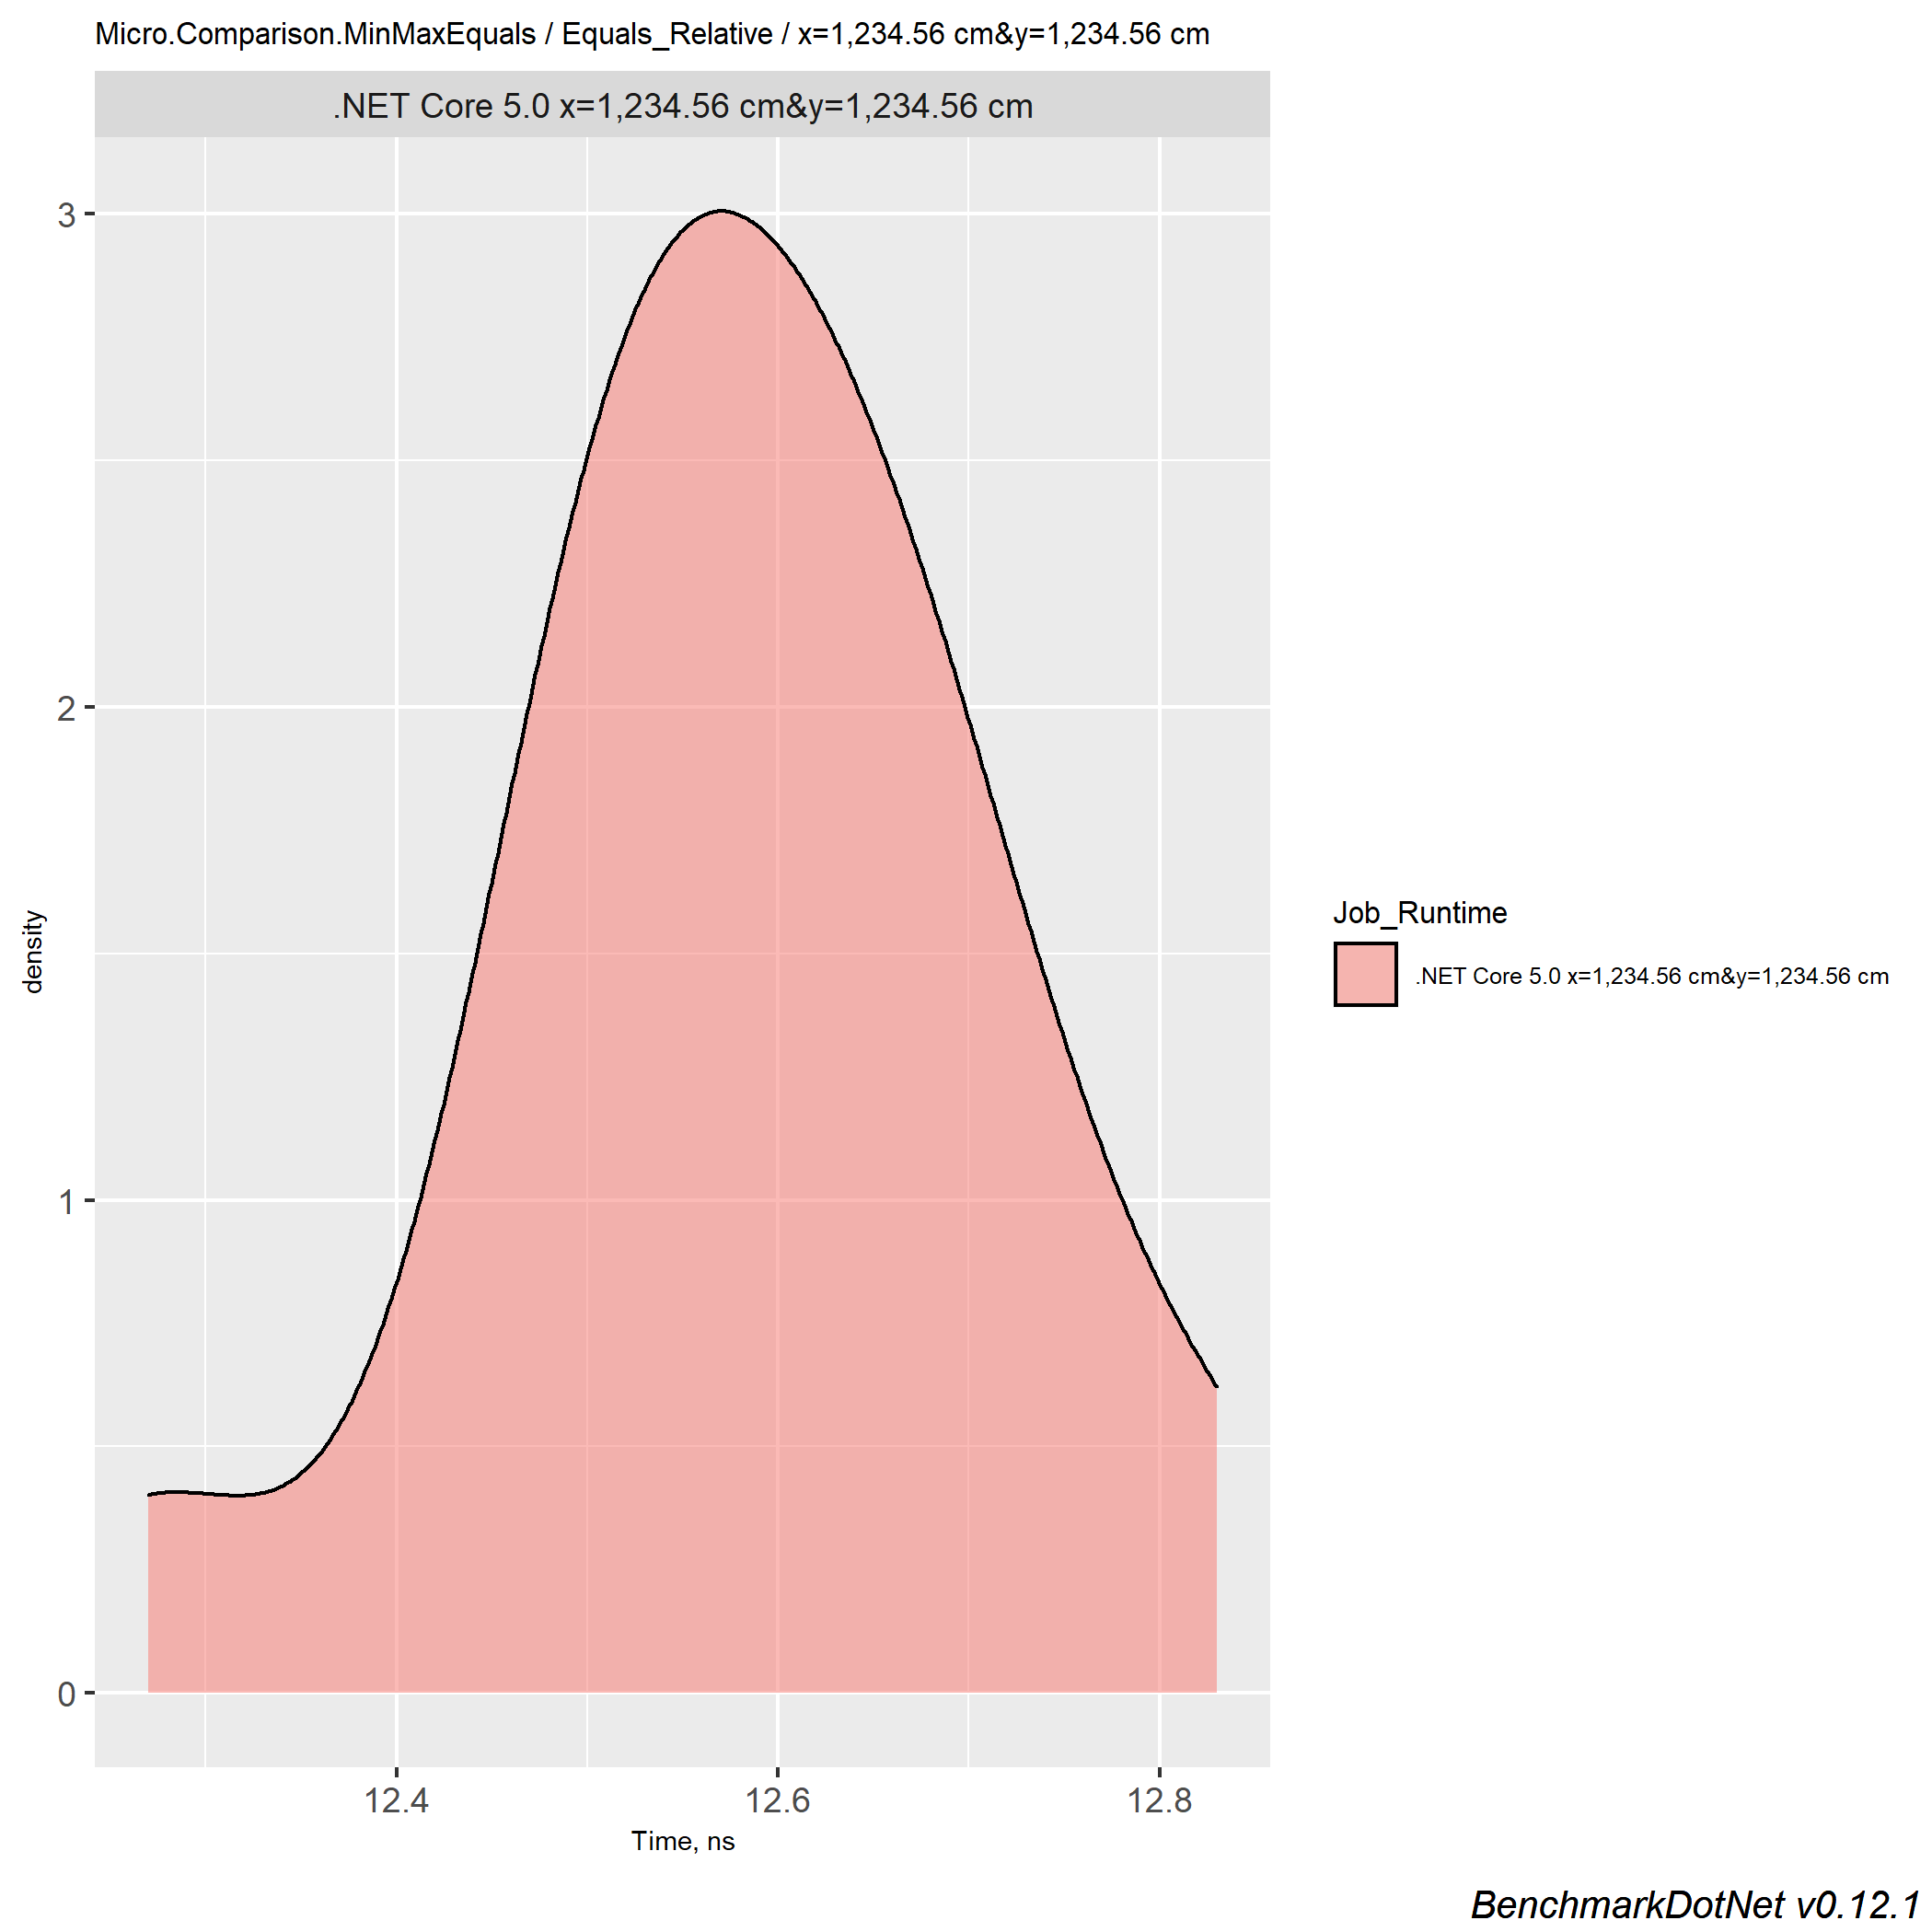 Micro.Comparison.MinMaxEquals / Equals_Relative / x=1,234.56 cm&y=1,234.56 cm
.NET Core 5.0 x=1,234.56 cm&y=1,234.56 cm
3
2
1
0
density
12.4 12.6 12.8
Time, ns
Job_Runtime
.NET Core 5.0 x=1,234.56 cm&y=1,234.56 cm
BenchmarkDotNet v0.12.1